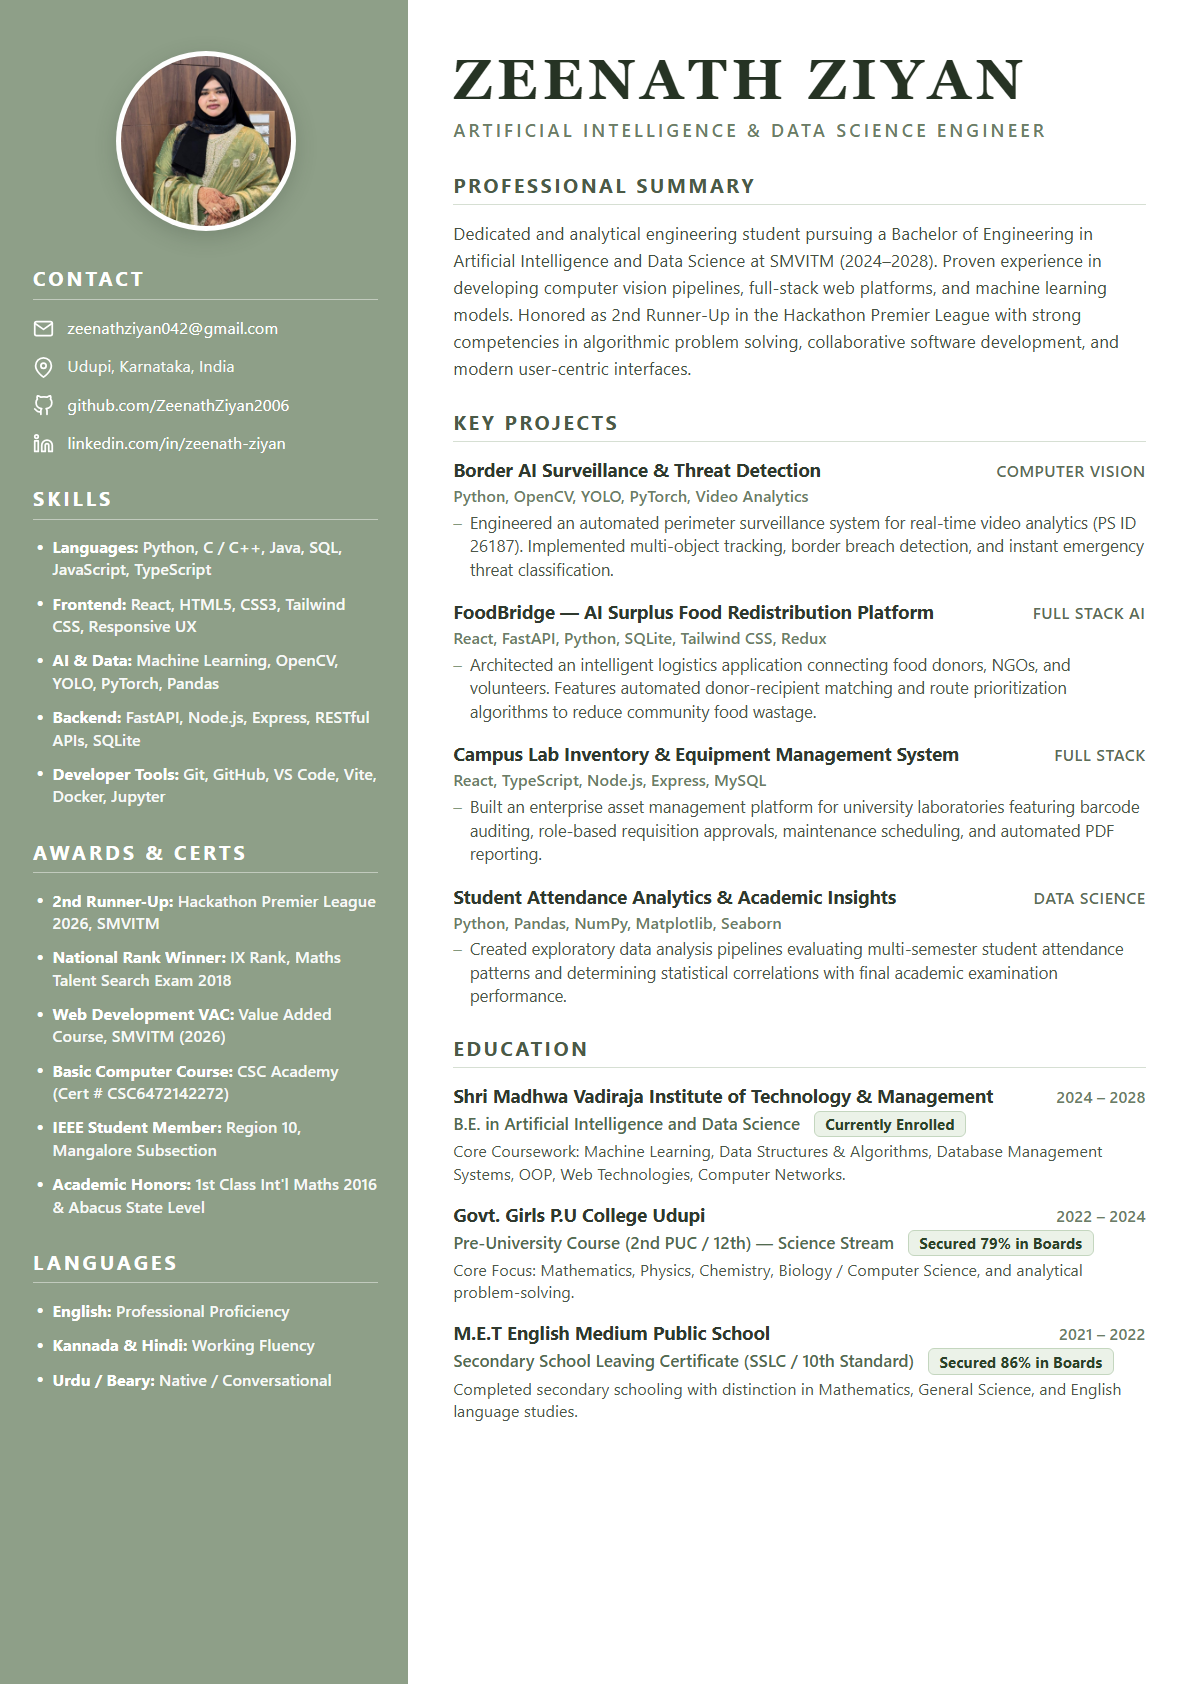 CONTACT
zeenathziyan042@gmail.com
Udupi, Karnataka, India
github.com/ZeenathZiyan2006
linkedin.com/in/zeenath-ziyan
SKILLS
• Languages: Python, C / C++, Java, SQL,
JavaScript, TypeScript
• Frontend: React, HTML5, CSS3, Tailwind
CSS, Responsive UX
• AI & Data: Machine Learning, OpenCV,
YOLO, PyTorch, Pandas
• Backend: FastAPI, Node.js, Express, RESTful
APIs, SQLite
• Developer Tools: Git, GitHub, VS Code, Vite,
Docker, Jupyter
AWARDS & CERTS
• 2nd Runner-Up: Hackathon Premier League
2026, SMVITM
• National Rank Winner: IX Rank, Maths
Talent Search Exam 2018
• Web Development VAC: Value Added
Course, SMVITM (2026)
• Basic Computer Course: CSC Academy
(Cert # CSC6472142272)
• IEEE Student Member: Region 10,
Mangalore Subsection
• Academic Honors: 1st Class Int'l Maths 2016
& Abacus State Level
LANGUAGES
• English: Professional Proficiency
• Kannada & Hindi: Working Fluency
• Urdu / Beary: Native / Conversational
ZEENATH ZIYAN
ARTIFICIAL INTELLIGENCE & DATA SCIENCE ENGINEER
PROFESSIONAL SUMMARY
Dedicated and analytical engineering student pursuing a Bachelor of Engineering in
Artificial Intelligence and Data Science at SMVITM (2024–2028). Proven experience in
developing computer vision pipelines, full-stack web platforms, and machine learning
models. Honored as 2nd Runner-Up in the Hackathon Premier League with strong
competencies in algorithmic problem solving, collaborative software development, and
modern user-centric interfaces.
KEY PROJECTS
Border AI Surveillance & Threat Detection COMPUTER VISION
Python, OpenCV, YOLO, PyTorch, Video Analytics
– Engineered an automated perimeter surveillance system for real-time video analytics (PS ID
26187). Implemented multi-object tracking, border breach detection, and instant emergency
threat classification.
FoodBridge — AI Surplus Food Redistribution Platform FULL STACK AI
React, FastAPI, Python, SQLite, Tailwind CSS, Redux
– Architected an intelligent logistics application connecting food donors, NGOs, and
volunteers. Features automated donor-recipient matching and route prioritization
algorithms to reduce community food wastage.
Campus Lab Inventory & Equipment Management System FULL STACK
React, TypeScript, Node.js, Express, MySQL
– Built an enterprise asset management platform for university laboratories featuring barcode
auditing, role-based requisition approvals, maintenance scheduling, and automated PDF
reporting.
Student Attendance Analytics & Academic Insights DATA SCIENCE
Python, Pandas, NumPy, Matplotlib, Seaborn
– Created exploratory data analysis pipelines evaluating multi-semester student attendance
patterns and determining statistical correlations with final academic examination
performance.
EDUCATION
Shri Madhwa Vadiraja Institute of Technology & Management 2024 – 2028
B.E. in Artificial Intelligence and Data Science Currently Enrolled
Core Coursework: Machine Learning, Data Structures & Algorithms, Database Management
Systems, OOP, Web Technologies, Computer Networks.
Govt. Girls P.U College Udupi 2022 – 2024
Pre-University Course (2nd PUC / 12th) — Science Stream Secured 79% in Boards
Core Focus: Mathematics, Physics, Chemistry, Biology / Computer Science, and analytical
problem-solving.
M.E.T English Medium Public School 2021 – 2022
Secondary School Leaving Certificate (SSLC / 10th Standard) Secured 86% in Boards
Completed secondary schooling with distinction in Mathematics, General Science, and English
language studies.